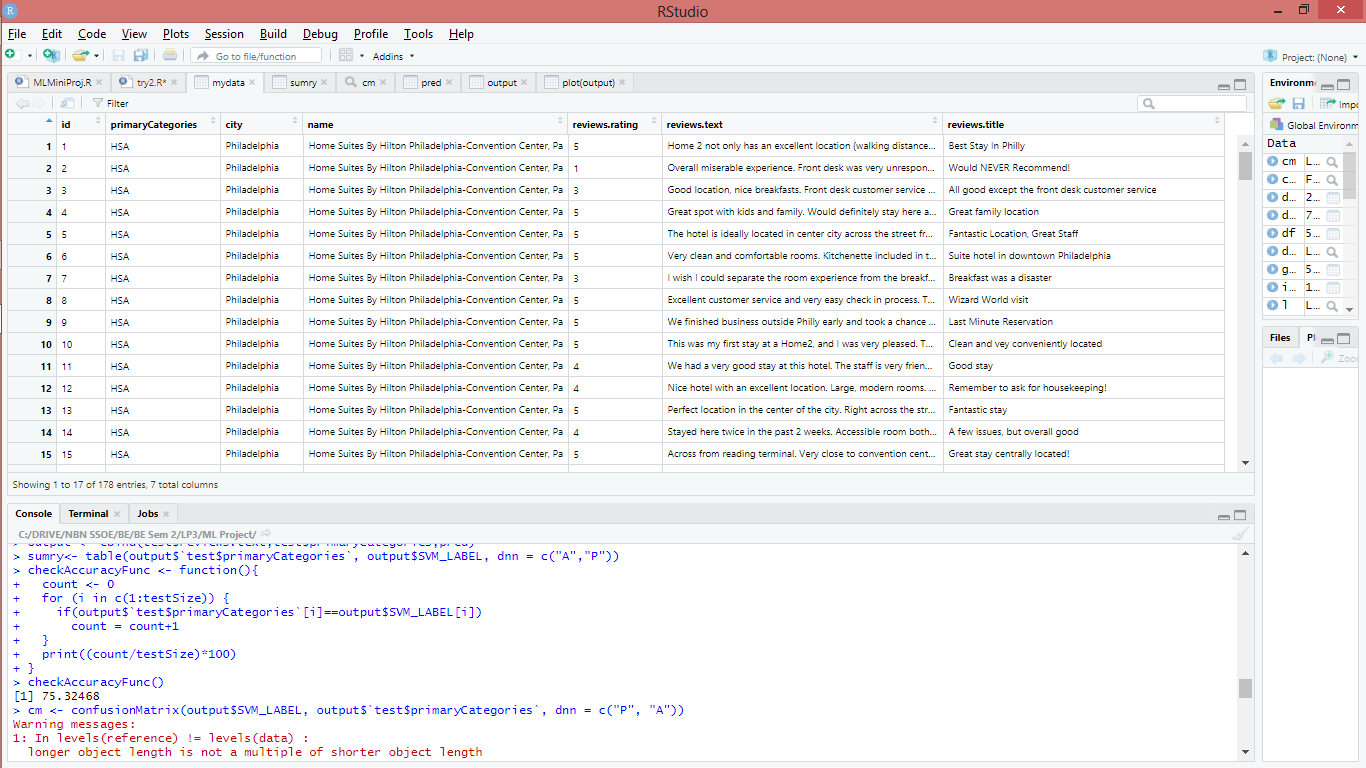 RStudio
File Edit Code View Plots Session Build Debug Profile Tools Help
Go to file/function Addins Project: (None)
MLMiniProj.R try2.R* mydata sumry cm pred output plot(output)
Filter
id primaryCategories city name reviews.rating reviews.text reviews.title
1 1 HSA Philadelphia Home Suites By Hilton Philadelphia-Convention Center, Pa 5 Home 2 not only has an excellent location (walking distance... Best Stay In Philly
2 2 HSA Philadelphia Home Suites By Hilton Philadelphia-Convention Center, Pa 1 Overall miserable experience. Front desk was very unrespon... Would NEVER Recommend!
3 3 HSA Philadelphia Home Suites By Hilton Philadelphia-Convention Center, Pa 3 Good location, nice breakfasts. Front desk customer service ... All good except the front desk customer service
4 4 HSA Philadelphia Home Suites By Hilton Philadelphia-Convention Center, Pa 5 Great spot with kids and family. Would definitely stay here a... Great family location
5 5 HSA Philadelphia Home Suites By Hilton Philadelphia-Convention Center, Pa 5 The hotel is ideally located in center city across the street fr... Fantastic Location, Great Staff
6 6 HSA Philadelphia Home Suites By Hilton Philadelphia-Convention Center, Pa 5 Very clean and comfortable rooms. Kitchenette included in t... Suite hotel in downtown Philadelphia
7 7 HSA Philadelphia Home Suites By Hilton Philadelphia-Convention Center, Pa 3 I wish I could separate the room experience from the breakf... Breakfast was a disaster
8 8 HSA Philadelphia Home Suites By Hilton Philadelphia-Convention Center, Pa 5 Excellent customer service and very easy check in process. T... Wizard World visit
9 9 HSA Philadelphia Home Suites By Hilton Philadelphia-Convention Center, Pa 5 We finished business outside Philly early and took a chance ... Last Minute Reservation
10 10 HSA Philadelphia Home Suites By Hilton Philadelphia-Convention Center, Pa 5 This was my first stay at a Home2, and I was very pleased. T... Clean and vey conveniently located
11 11 HSA Philadelphia Home Suites By Hilton Philadelphia-Convention Center, Pa 4 We had a very good stay at this hotel. The staff is very frien... Good stay
12 12 HSA Philadelphia Home Suites By Hilton Philadelphia-Convention Center, Pa 4 Nice hotel with an excellent location. Large, modern rooms. ... Remember to ask for housekeeping!
13 13 HSA Philadelphia Home Suites By Hilton Philadelphia-Convention Center, Pa 5 Perfect location in the center of the city. Right across the str... Fantastic stay
14 14 HSA Philadelphia Home Suites By Hilton Philadelphia-Convention Center, Pa 4 Stayed here twice in the past 2 weeks. Accessible room both... A few issues, but overall good
15 15 HSA Philadelphia Home Suites By Hilton Philadelphia-Convention Center, Pa 5 Across from reading terminal. Very close to convention cent... Great stay centrally located!
Showing 1 to 17 of 178 entries, 7 total columns
Console Terminal Jobs
C:/DRIVE/NBN SSOE/BE/BE Sem 2/LP3/ML Project/
> sumry<- table(output$`test$primaryCategories`, output$SVM_LABEL, dnn = c("A","P"))
> checkAccuracyFunc <- function(){
+ count <- 0
+ for (i in c(1:testSize)) {
+ if(output$`test$primaryCategories`[i]==output$SVM_LABEL[i])
+ count = count+1
+ }
+ print((count/testSize)*100)
+ }
> checkAccuracyFunc()
[1] 75.32468
> cm <- confusionMatrix(output$SVM_LABEL, output$`test$primaryCategories`, dnn = c("P", "A"))
Warning messages:
1: In levels(reference) != levels(data) :
longer object length is not a multiple of shorter object length
Environm
Impo
Global Environm
Data
cm L...
c... F...
d... 2...
d... 7...
df 5...
d... L...
g... 5...
i... 1...
l L...
Files Pl
Zoo